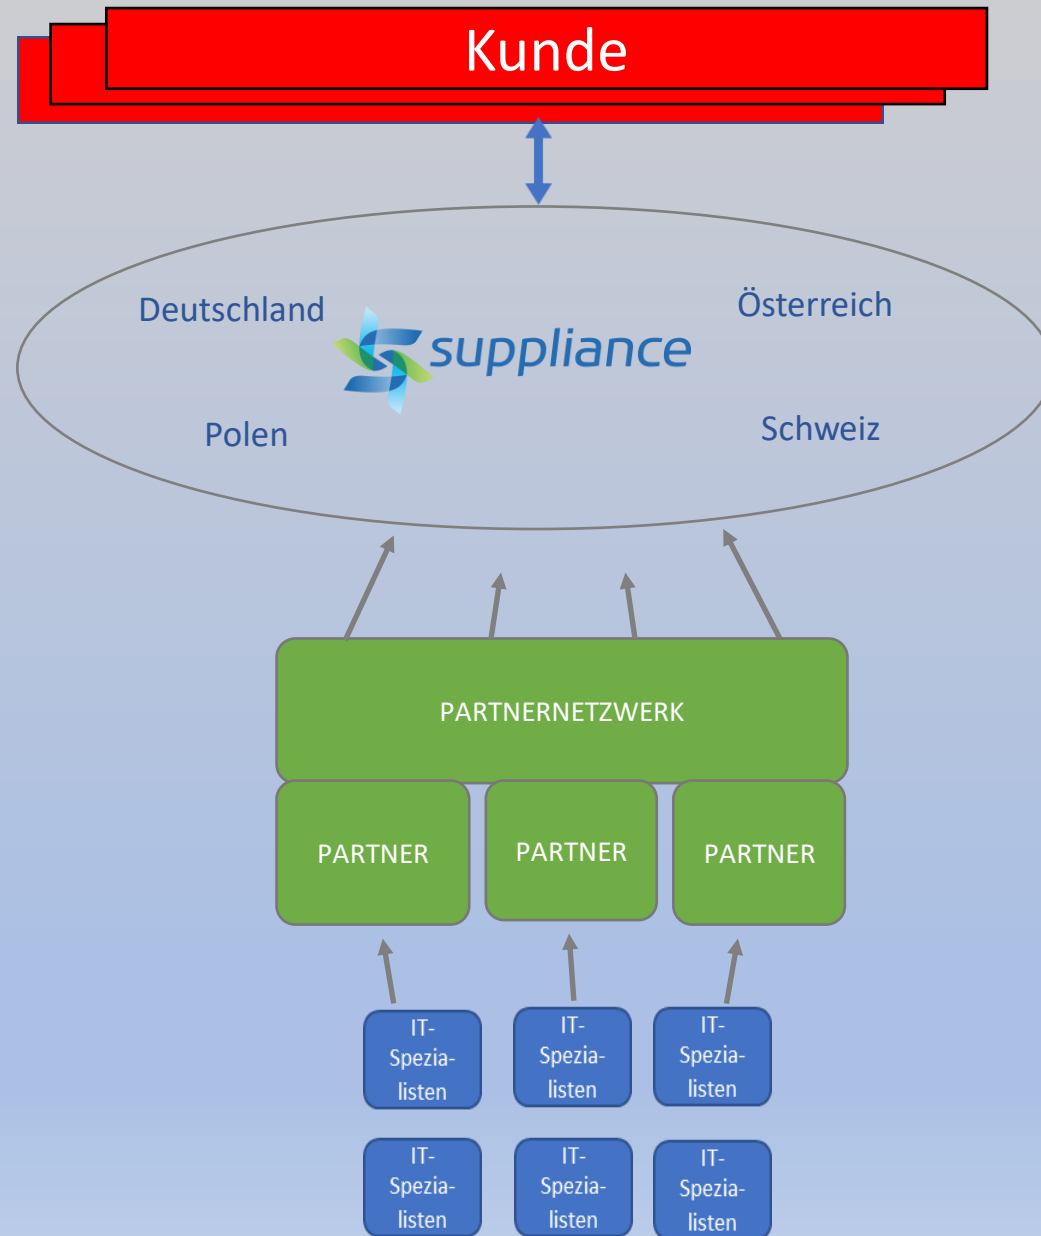 Kunde
Deutschland
Österreich
suppliance
Polen
Schweiz
PARTNERNETZWERK
PARTNER
PARTNER
PARTNER
IT-
Spezia-
listen
IT-
Spezia-
listen
IT-
Spezia-
listen
IT-
Spezia-
listen
IT-
Spezia-
listen
IT-
Spezia-
listen